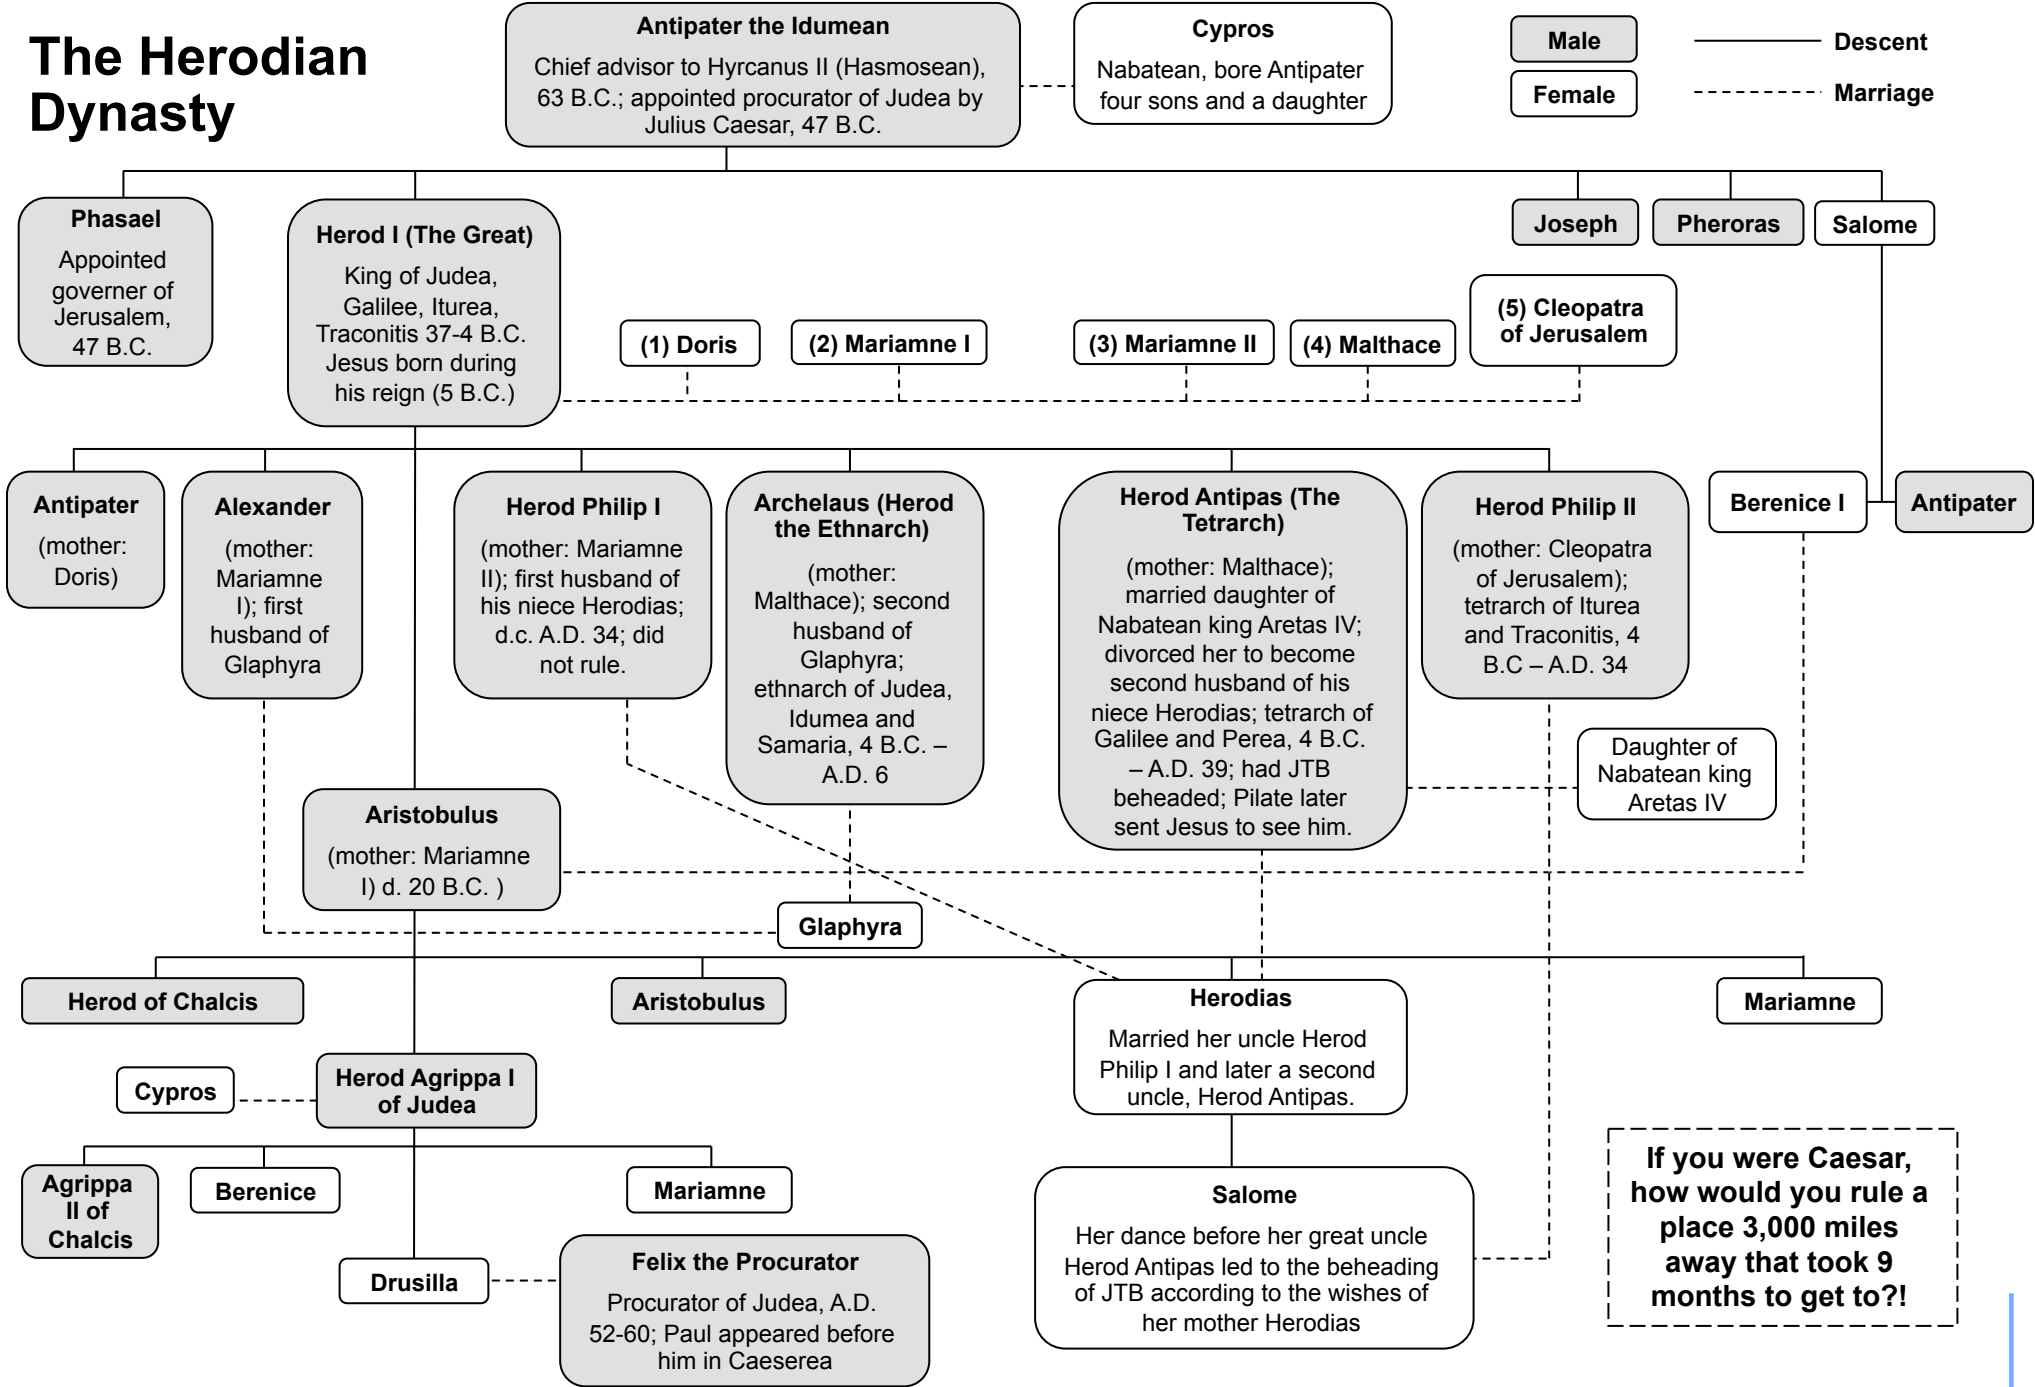 The Herodian
Dynasty
Antipater the Idumean
Chief advisor to Hyrcanus II (Hasmosean),
63 B.C.; appointed procurator of Judea by
Julius Caesar, 47 B.C.
Cypros
Nabatean, bore Antipater
four sons and a daughter
Male
Female
Descent
Marriage
Phasael
Appointed
governer of
Jerusalem,
47 B.C.
Herod I (The Great)
King of Judea,
Galilee, Iturea,
Traconitis 37-4 B.C.
Jesus born during
his reign (5 B.C.)
Joseph
Pheroras
Salome
(1) Doris
(2) Mariamne I
(3) Mariamne II
(4) Malthace
(5) Cleopatra
of Jerusalem
Antipater
(mother:
Doris)
Alexander
(mother:
Mariamne
I); first
husband of
Glaphyra
Herod Philip I
(mother: Mariamne
II); first husband of
his niece Herodias;
d.c. A.D. 34; did
not rule.
Archelaus (Herod
the Ethnarch)
(mother:
Malthace); second
husband of
Glaphyra;
ethnarch of Judea,
Idumea and
Samaria, 4 B.C. –
A.D. 6
Herod Antipas (The
Tetrarch)
(mother: Malthace);
married daughter of
Nabatean king Aretas IV;
divorced her to become
second husband of his
niece Herodias; tetrarch of
Galilee and Perea, 4 B.C.
– A.D. 39; had JTB
beheaded; Pilate later
sent Jesus to see him.
Herod Philip II
(mother: Cleopatra
of Jerusalem);
tetrarch of Iturea
and Traconitis, 4
B.C – A.D. 34
Berenice I
Antipater
Daughter of
Nabatean king
Aretas IV
Aristobulus
(mother: Mariamne
I) d. 20 B.C. )
Glaphyra
Herod of Chalcis
Aristobulus
Herodias
Married her uncle Herod
Philip I and later a second
uncle, Herod Antipas.
Mariamne
Cypros
Herod Agrippa I
of Judea
Agrippa
II of
Chalcis
Berenice
Mariamne
Drusilla
Felix the Procurator
Procurator of Judea, A.D.
52-60; Paul appeared before
him in Caeserea
Salome
Her dance before her great uncle
Herod Antipas led to the beheading
of JTB according to the wishes of
her mother Herodias
If you were Caesar,
how would you rule a
place 3,000 miles
away that took 9
months to get to?!